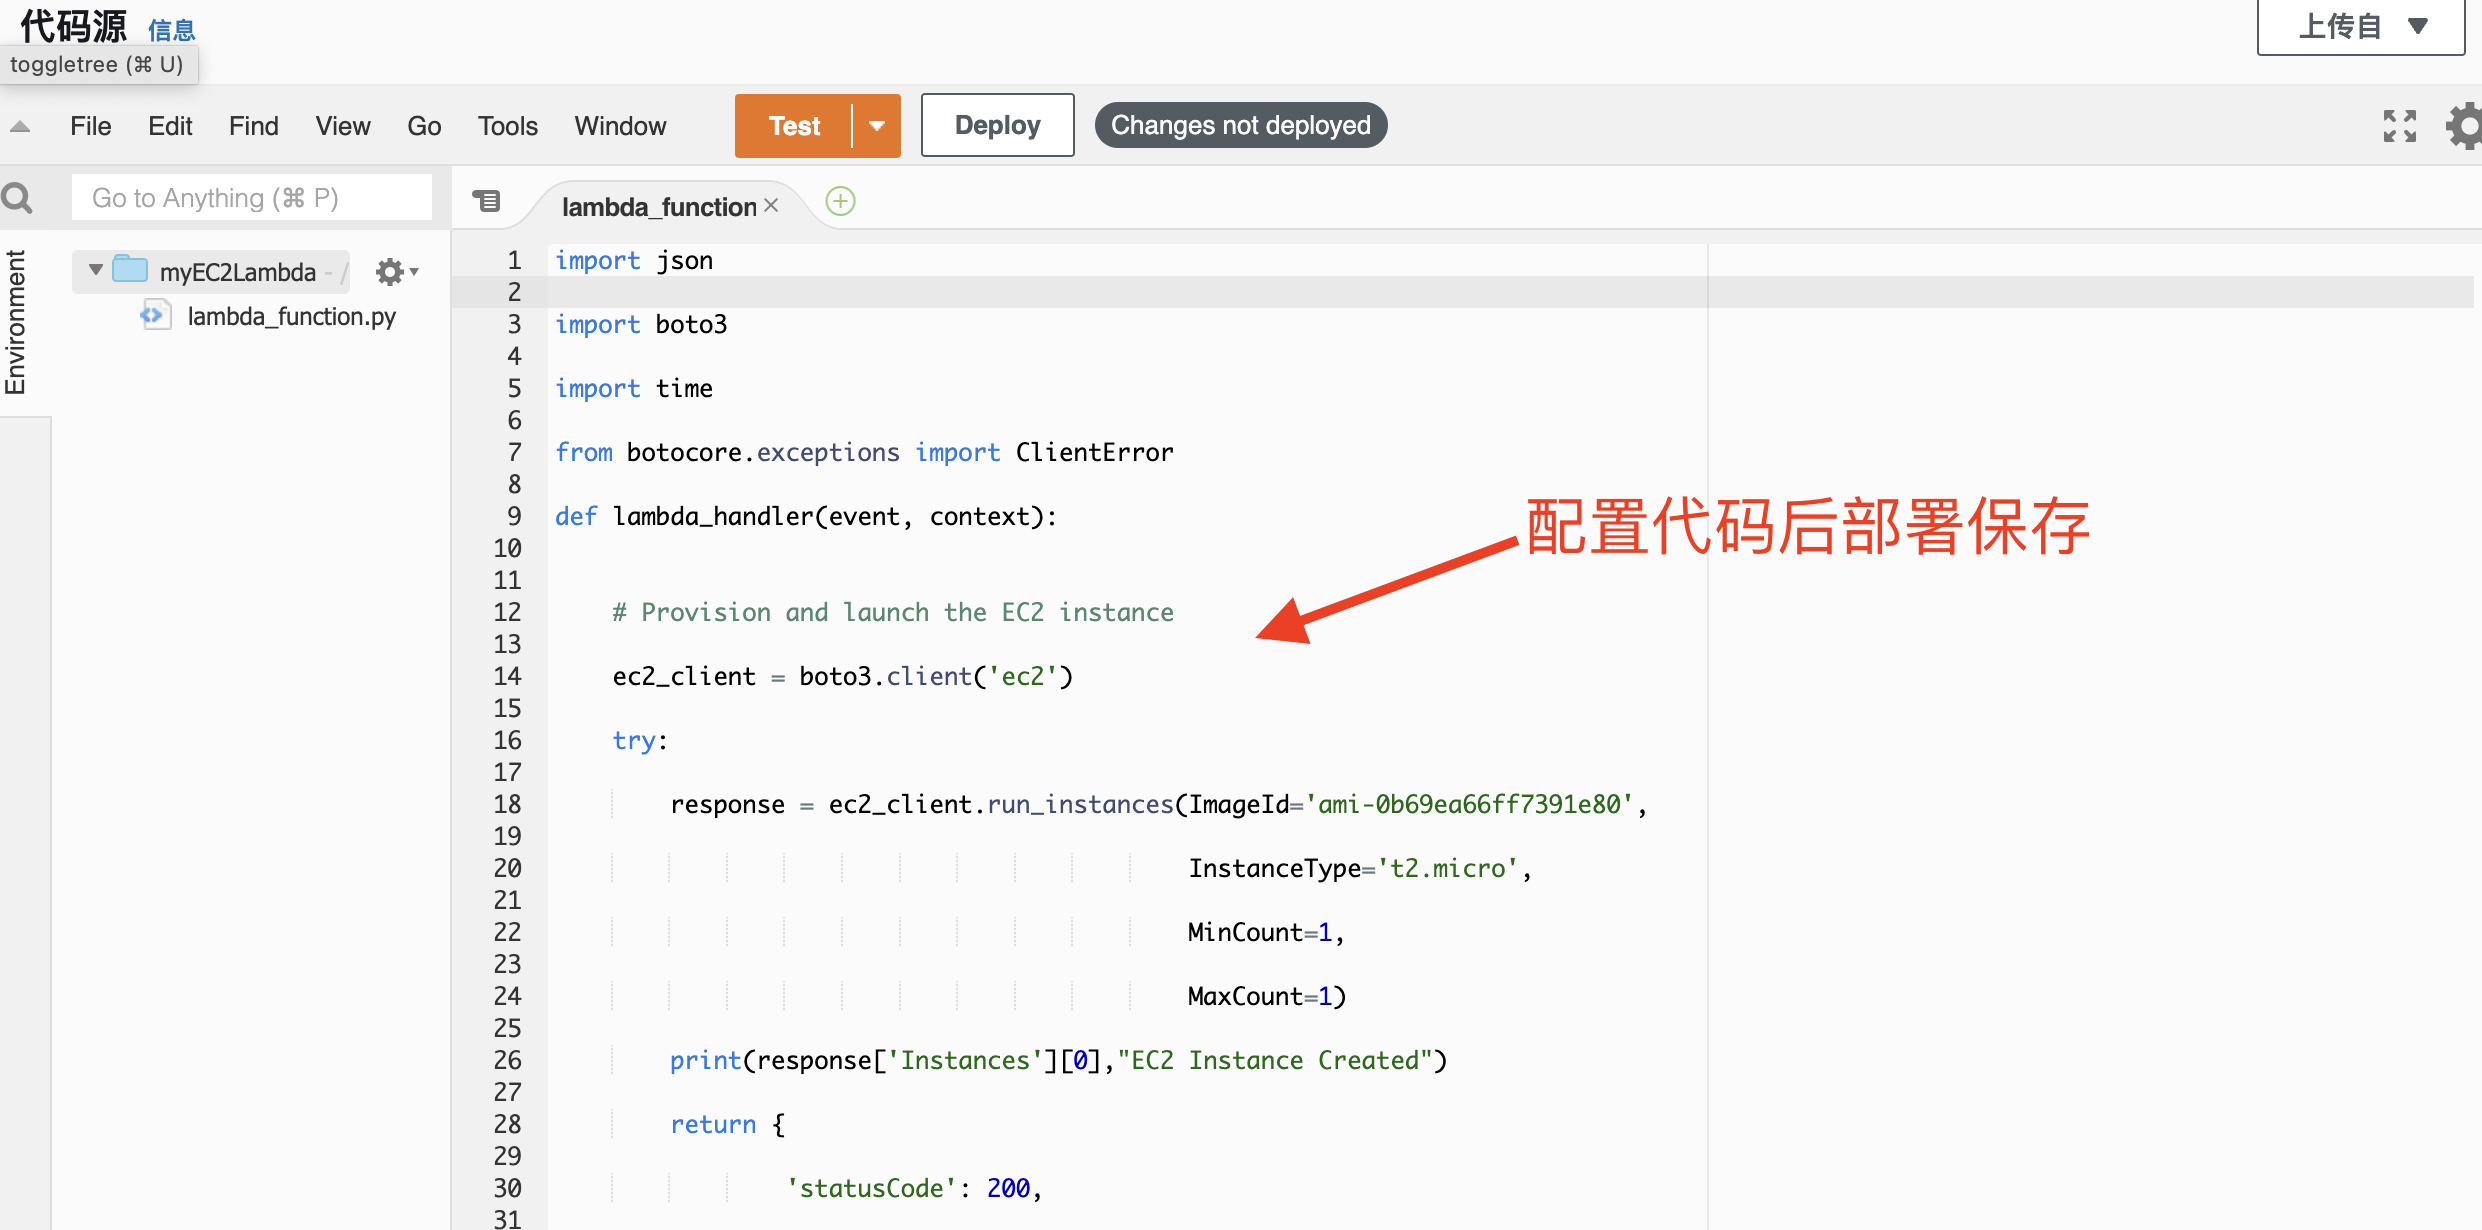 代码源 信息
上传自
toggletree (⌘ U)
File Edit Find View Go Tools Window Test Deploy Changes not deployed
Go to Anything (⌘ P)
lambda_function
Environment
myEC2Lambda - /
lambda_function.py
1 import json
2
3 import boto3
4
5 import time
6
7 from botocore.exceptions import ClientError
8
9 def lambda_handler(event, context):
10
11
12 # Provision and launch the EC2 instance
13
14 ec2_client = boto3.client('ec2')
15
16 try:
17
18 response = ec2_client.run_instances(ImageId='ami-0b69ea66ff7391e80',
19
20 InstanceType='t2.micro',
21
22 MinCount=1,
23
24 MaxCount=1)
25
26 print(response['Instances'][0],"EC2 Instance Created")
27
28 return {
29
30 'statusCode': 200,
31
配置代码后部署保存